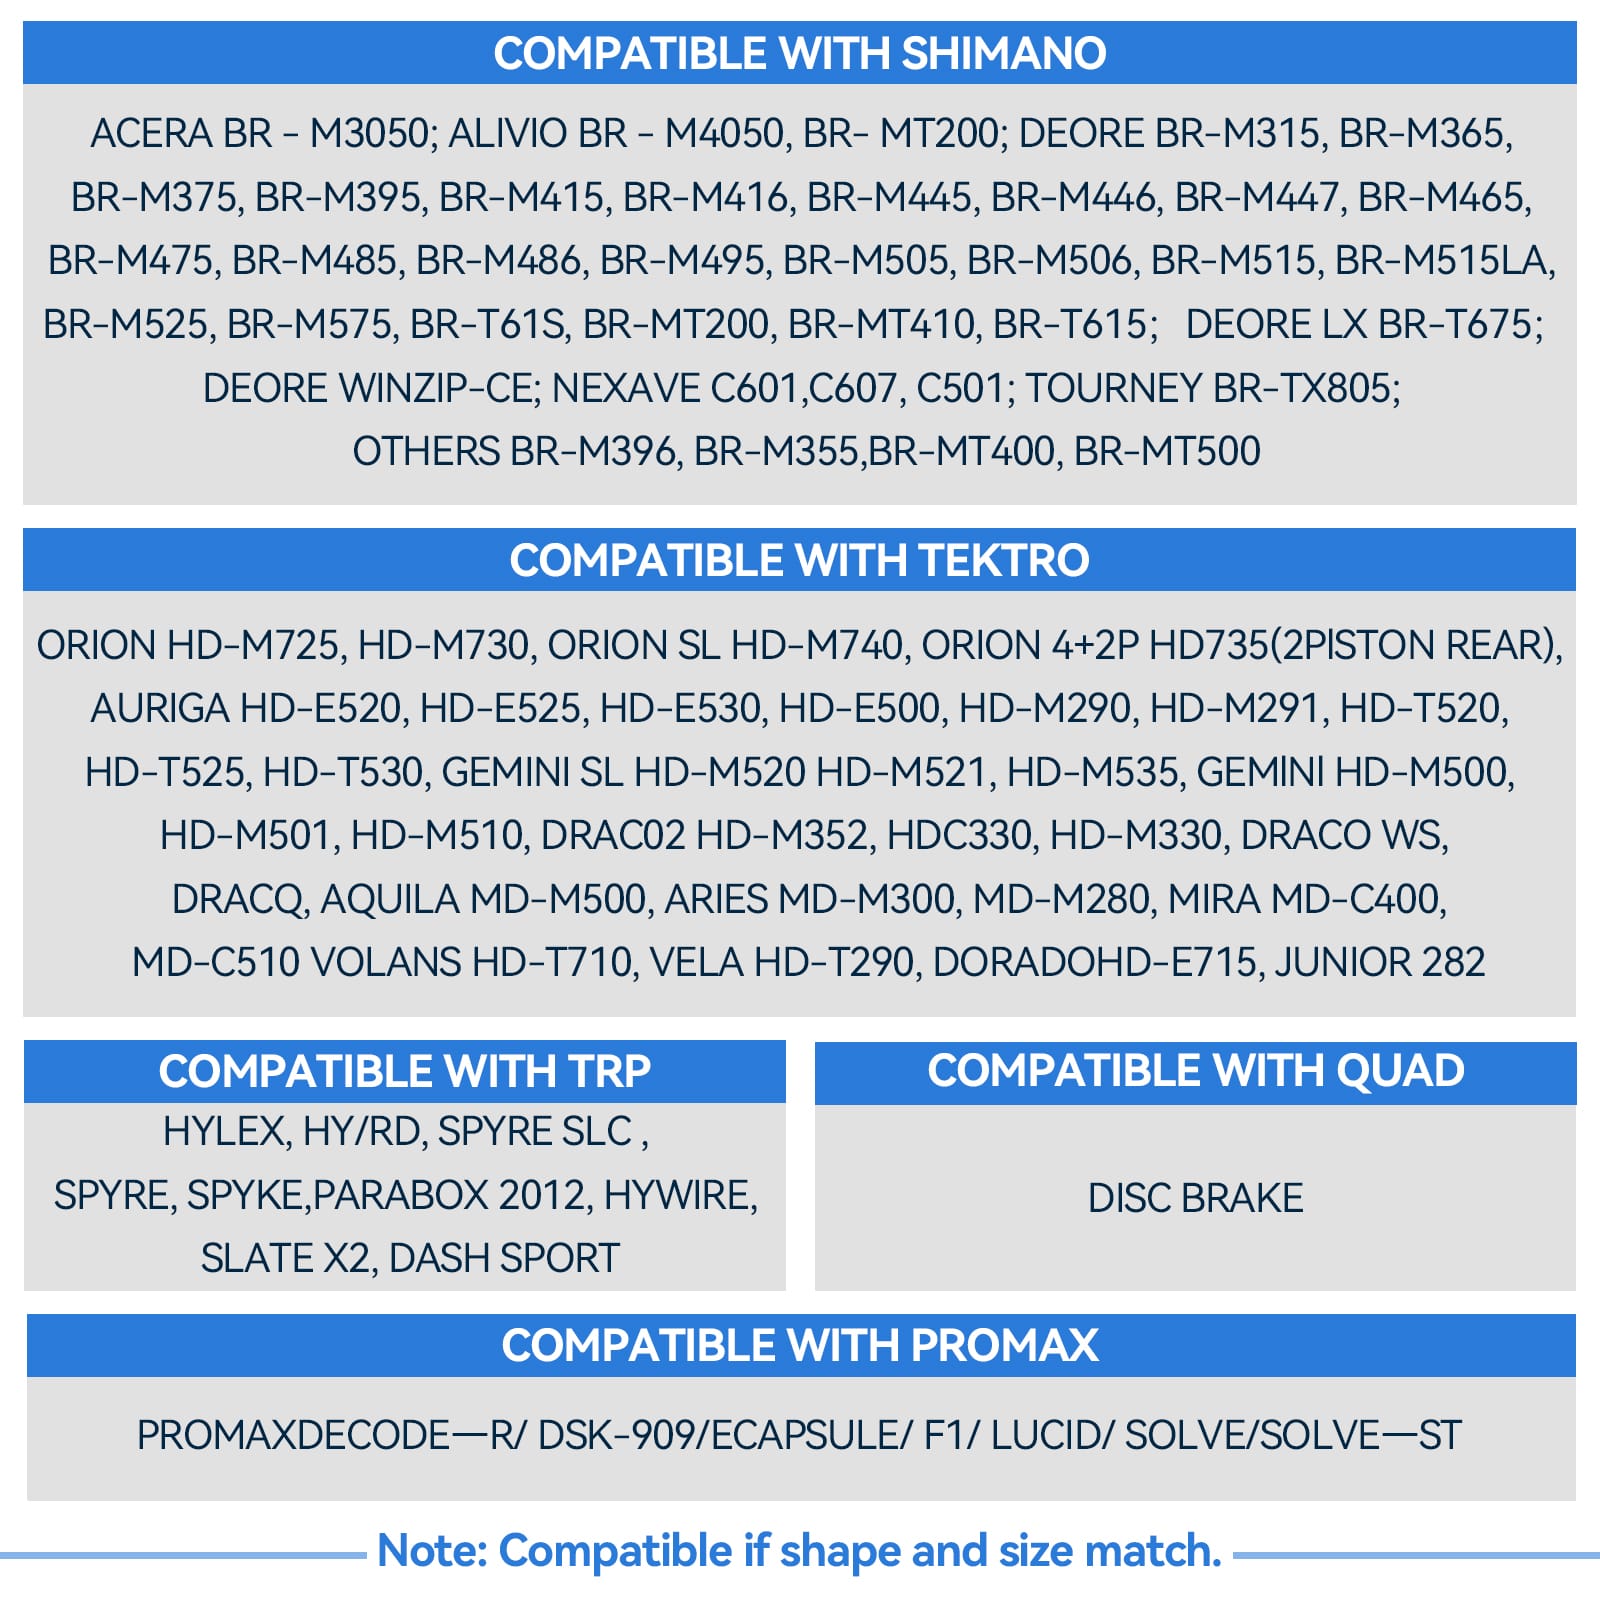 COMPATIBLE WITH SHIMANO
ACERA BR - M3050; ALIVIO BR - M4050, BR- MT200; DEORE BR-M315, BR-M365,
BR-M375, BR-M395, BR-M415, BR-M416, BR-M445, BR-M446, BR-M447, BR-M465,
BR-M475, BR-M485, BR-M486, BR-M495, BR-M505, BR-M506, BR-M515, BR-M515LA,
BR-M525, BR-M575, BR-T61S, BR-MT200, BR-MT410, BR-T615; DEORE LX BR-T675;
DEORE WINZIP-CE; NEXAVE C601,C607, C501; TOURNEY BR-TX805;
OTHERS BR-M396, BR-M355,BR-MT400, BR-MT500
COMPATIBLE WITH TEKTRO
ORION HD-M725, HD-M730, ORION SL HD-M740, ORION 4+2P HD735(2PlSTON REAR),
AURIGA HD-E520, HD-E525, HD-E530, HD-E500, HD-M290, HD-M291, HD-T520,
HD-T525, HD-T530, GEMINI SL HD-M520 HD-M521, HD-M535, GEMlNl HD-M500,
HD-M501, HD-M510, DRAC02 HD-M352, HDC330, HD-M330, DRACO WS,
DRACQ, AQUILA MD-M500, ARIES MD-M300, MD-M280, MIRA MD-C400,
MD-C510 VOLANS HD-T710, VELA HD-T290, DORADOHD-E715, JUNIOR 282
COMPATIBLE WITH TRP
HYLEX, HY/RD, SPYRE SLC ,
SPYRE, SPYKE,PARABOX 2012, HYWIRE,
SLATE X2, DASH SPORT
COMPATIBLE WITH QUAD
DISC BRAKE
COMPATIBLE WITH PROMAX
PROMAXDECODE—R/ DSK-909/ECAPSULE/ F1/ LUCID/ SOLVE/SOLVE—ST
Note: Compatible if shape and size match.